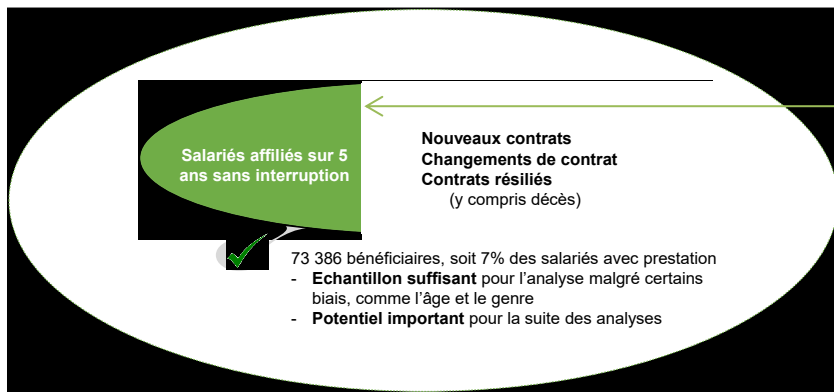 Salariés affiliés sur 5
ans sans interruption
Nouveaux contrats
Changements de contrat
Contrats résiliés
(y compris décès)
73 386 bénéficiaires, soit 7% des salariés avec prestation
- Echantillon suffisant pour l’analyse malgré certains
biais, comme l’âge et le genre
- Potentiel important pour la suite des analyses